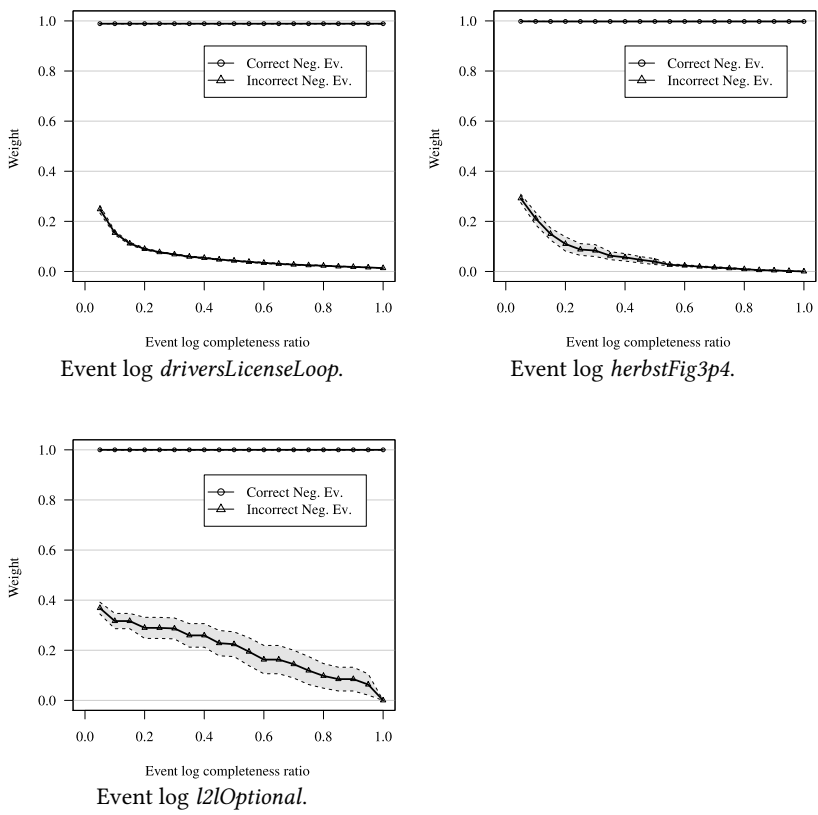 1.0
0.8
0.6
0.4
0.2
0.0
Weight
Correct Neg. Ev.
Incorrect Neg. Ev.
0.0 0.2 0.4 0.6 0.8 1.0
Event log completeness ratio
Event log driversLicenseLoop.
1.0
0.8
0.6
0.4
0.2
0.0
Weight
Correct Neg. Ev.
Incorrect Neg. Ev.
0.0 0.2 0.4 0.6 0.8 1.0
Event log completeness ratio
Event log herbstFig3p4.
1.0
0.8
0.6
0.4
0.2
0.0
Weight
Correct Neg. Ev.
Incorrect Neg. Ev.
0.0 0.2 0.4 0.6 0.8 1.0
Event log completeness ratio
Event log l2lOptional.